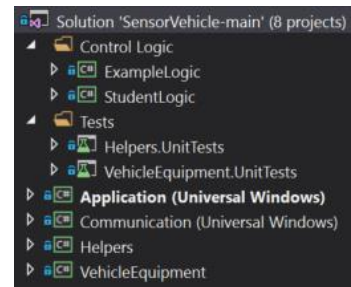 Solution 'SensorVehicle-main' (8 projects)
Control Logic
C# ExampleLogic
C# StudentLogic
Tests
Helpers.UnitTests
VehicleEquipment.UnitTests
C# Application (Universal Windows)
C# Communication (Universal Windows)
C# Helpers
C# VehicleEquipment